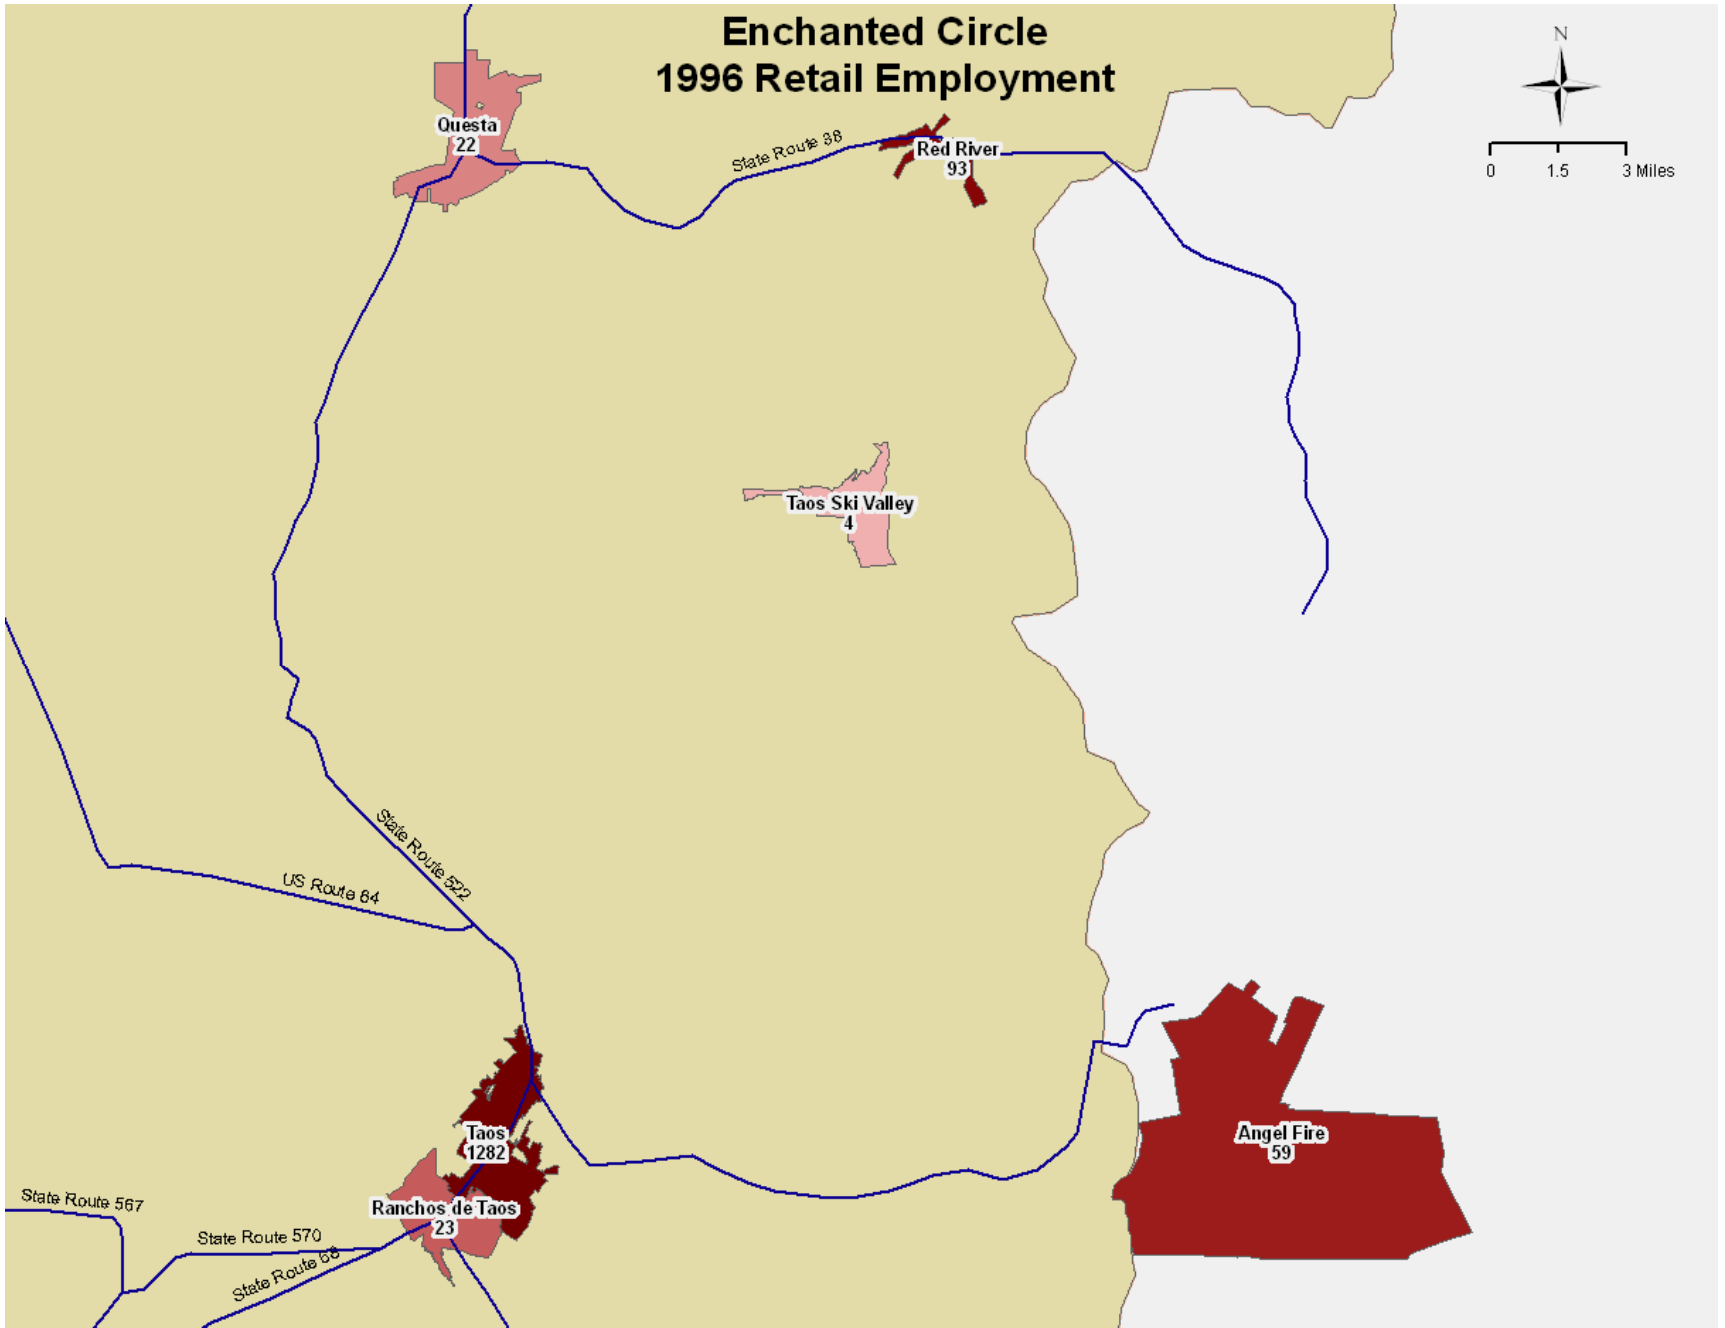 Enchanted Circle
1996 Retail Employment
N
0 1.5 3 Miles
Questa
22
State Route 38
Red River
93
Taos Ski Valley
4
State Route 522
US Route 64
Taos
1282
Angel Fire
59
Ranchos de Taos
23
State Route 567
State Route 570
State Route 68